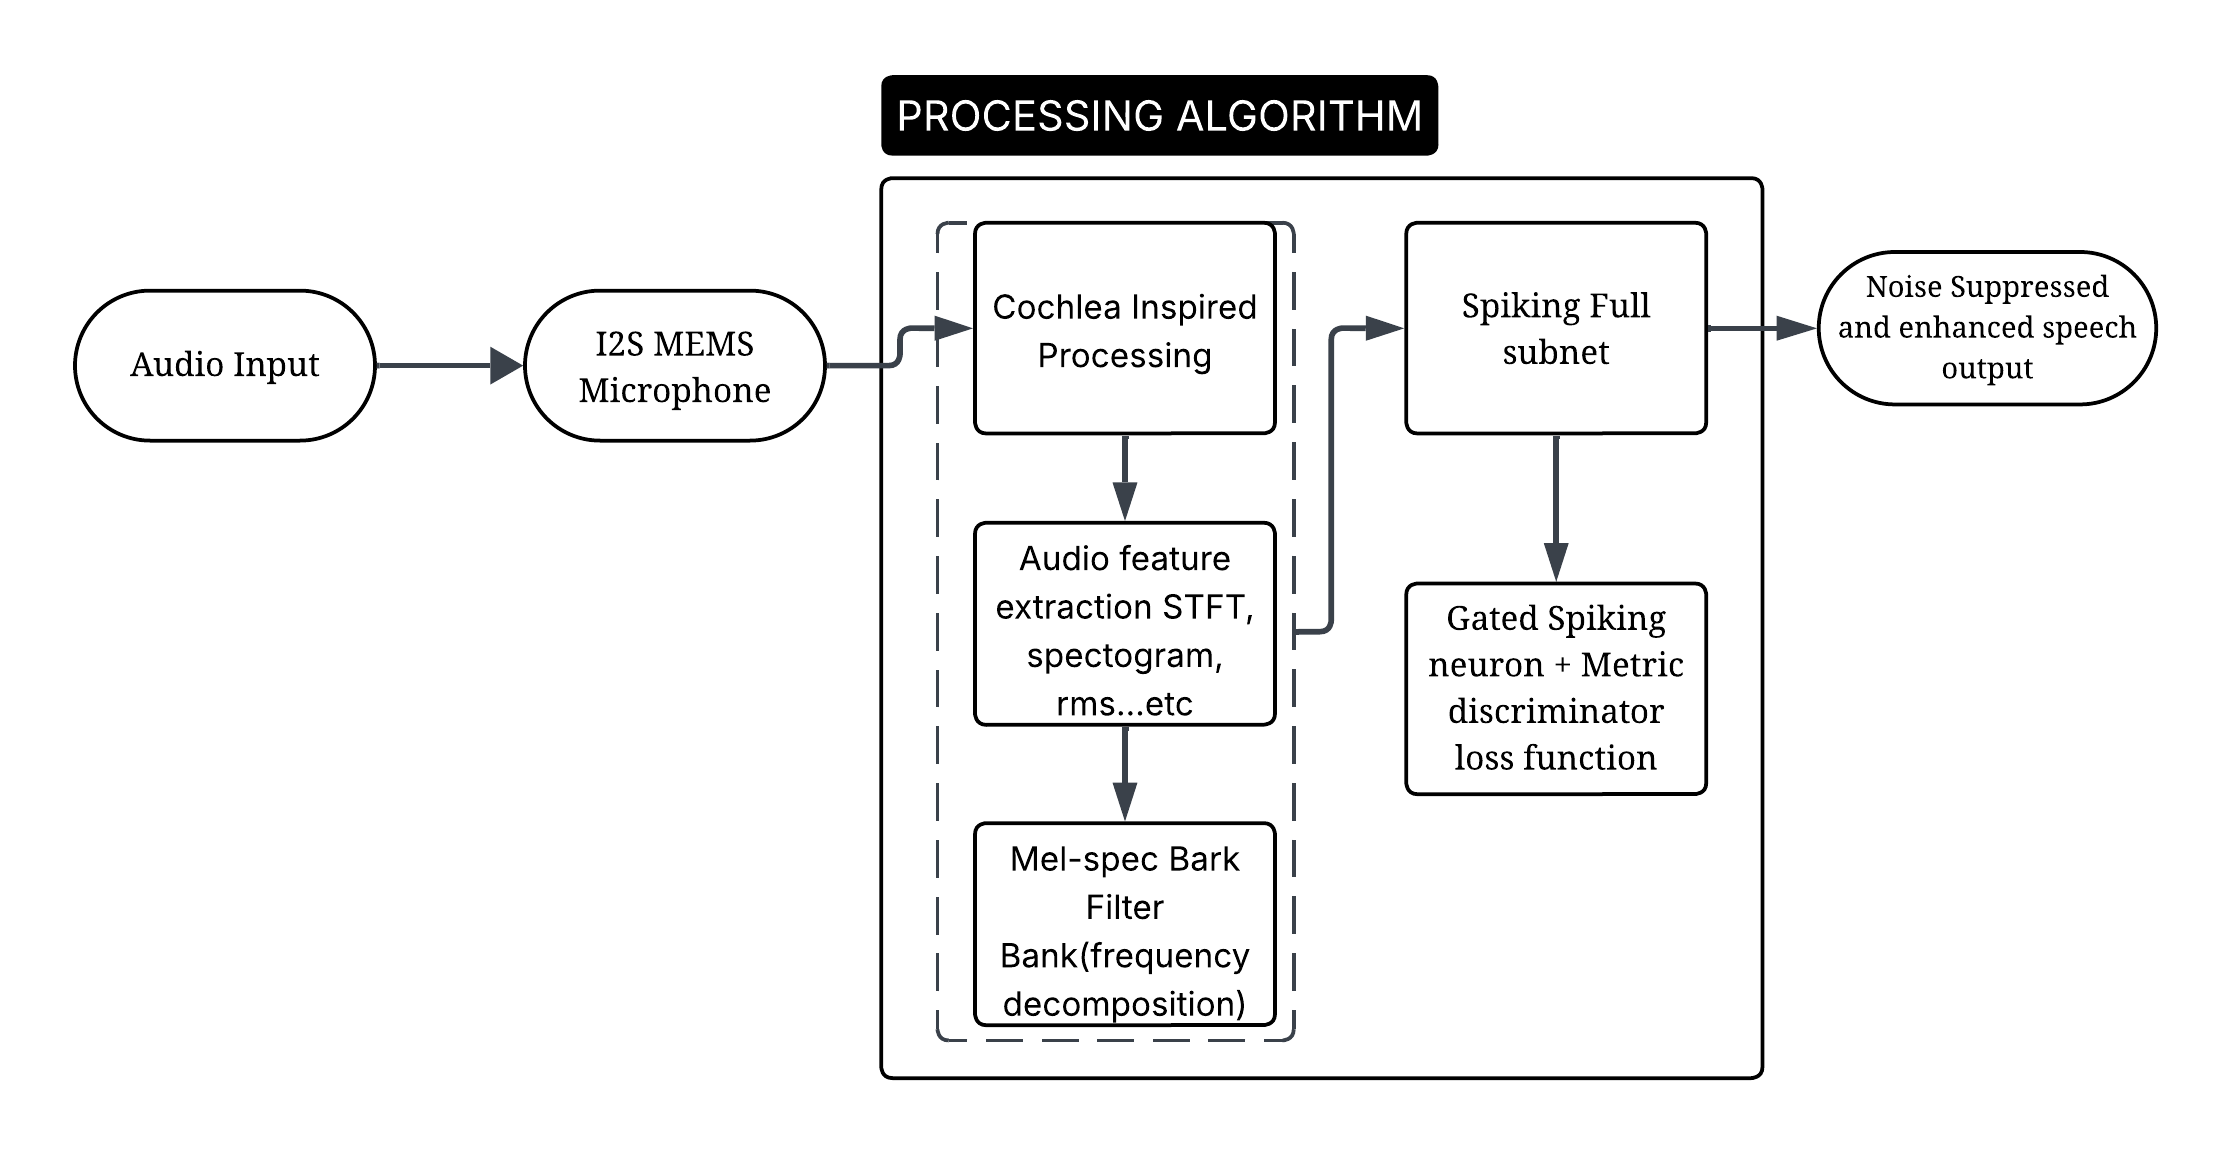 PROCESSING ALGORITHM
Audio Input
I2S MEMS
Microphone
Cochlea Inspired
Processing
Audio feature
extraction STFT,
spectogram,
rms...etc
Mel-spec Bark
Filter
Bank(frequency
decomposition)
Spiking Full
subnet
Gated Spiking
neuron + Metric
discriminator
loss function
Noise Suppressed
and enhanced speech
output